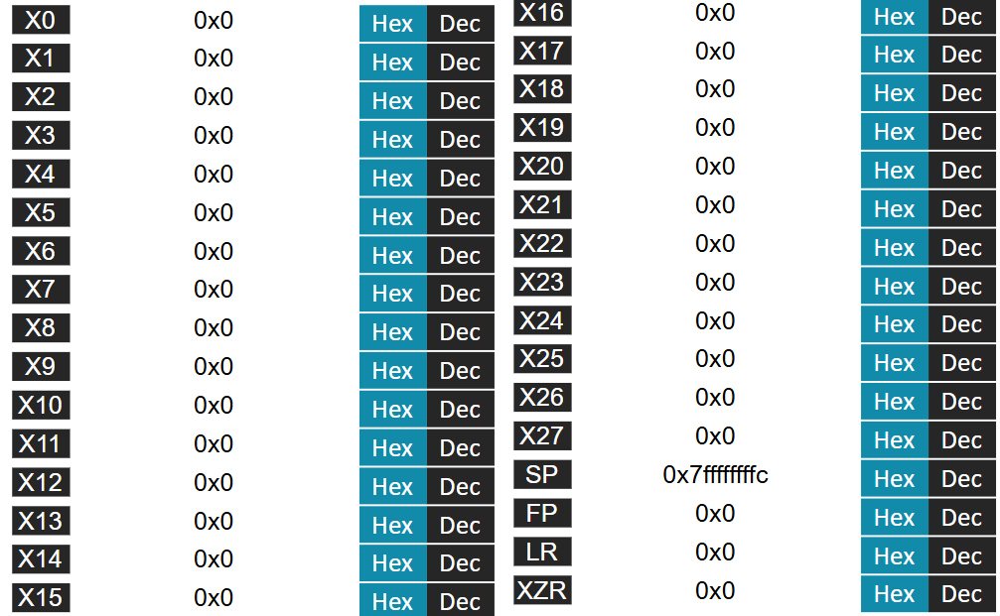 X0 0x0 Hex Dec
X1 0x0 Hex Dec
X2 0x0 Hex Dec
X3 0x0 Hex Dec
X4 0x0 Hex Dec
X5 0x0 Hex Dec
X6 0x0 Hex Dec
X7 0x0 Hex Dec
X8 0x0 Hex Dec
X9 0x0 Hex Dec
X10 0x0 Hex Dec
X11 0x0 Hex Dec
X12 0x0 Hex Dec
X13 0x0 Hex Dec
X14 0x0 Hex Dec
X15 0x0 Hex Dec
X16 0x0 Hex Dec
X17 0x0 Hex Dec
X18 0x0 Hex Dec
X19 0x0 Hex Dec
X20 0x0 Hex Dec
X21 0x0 Hex Dec
X22 0x0 Hex Dec
X23 0x0 Hex Dec
X24 0x0 Hex Dec
X25 0x0 Hex Dec
X26 0x0 Hex Dec
X27 0x0 Hex Dec
SP 0x7ffffffffc Hex Dec
FP 0x0 Hex Dec
LR 0x0 Hex Dec
XZR 0x0 Hex Dec